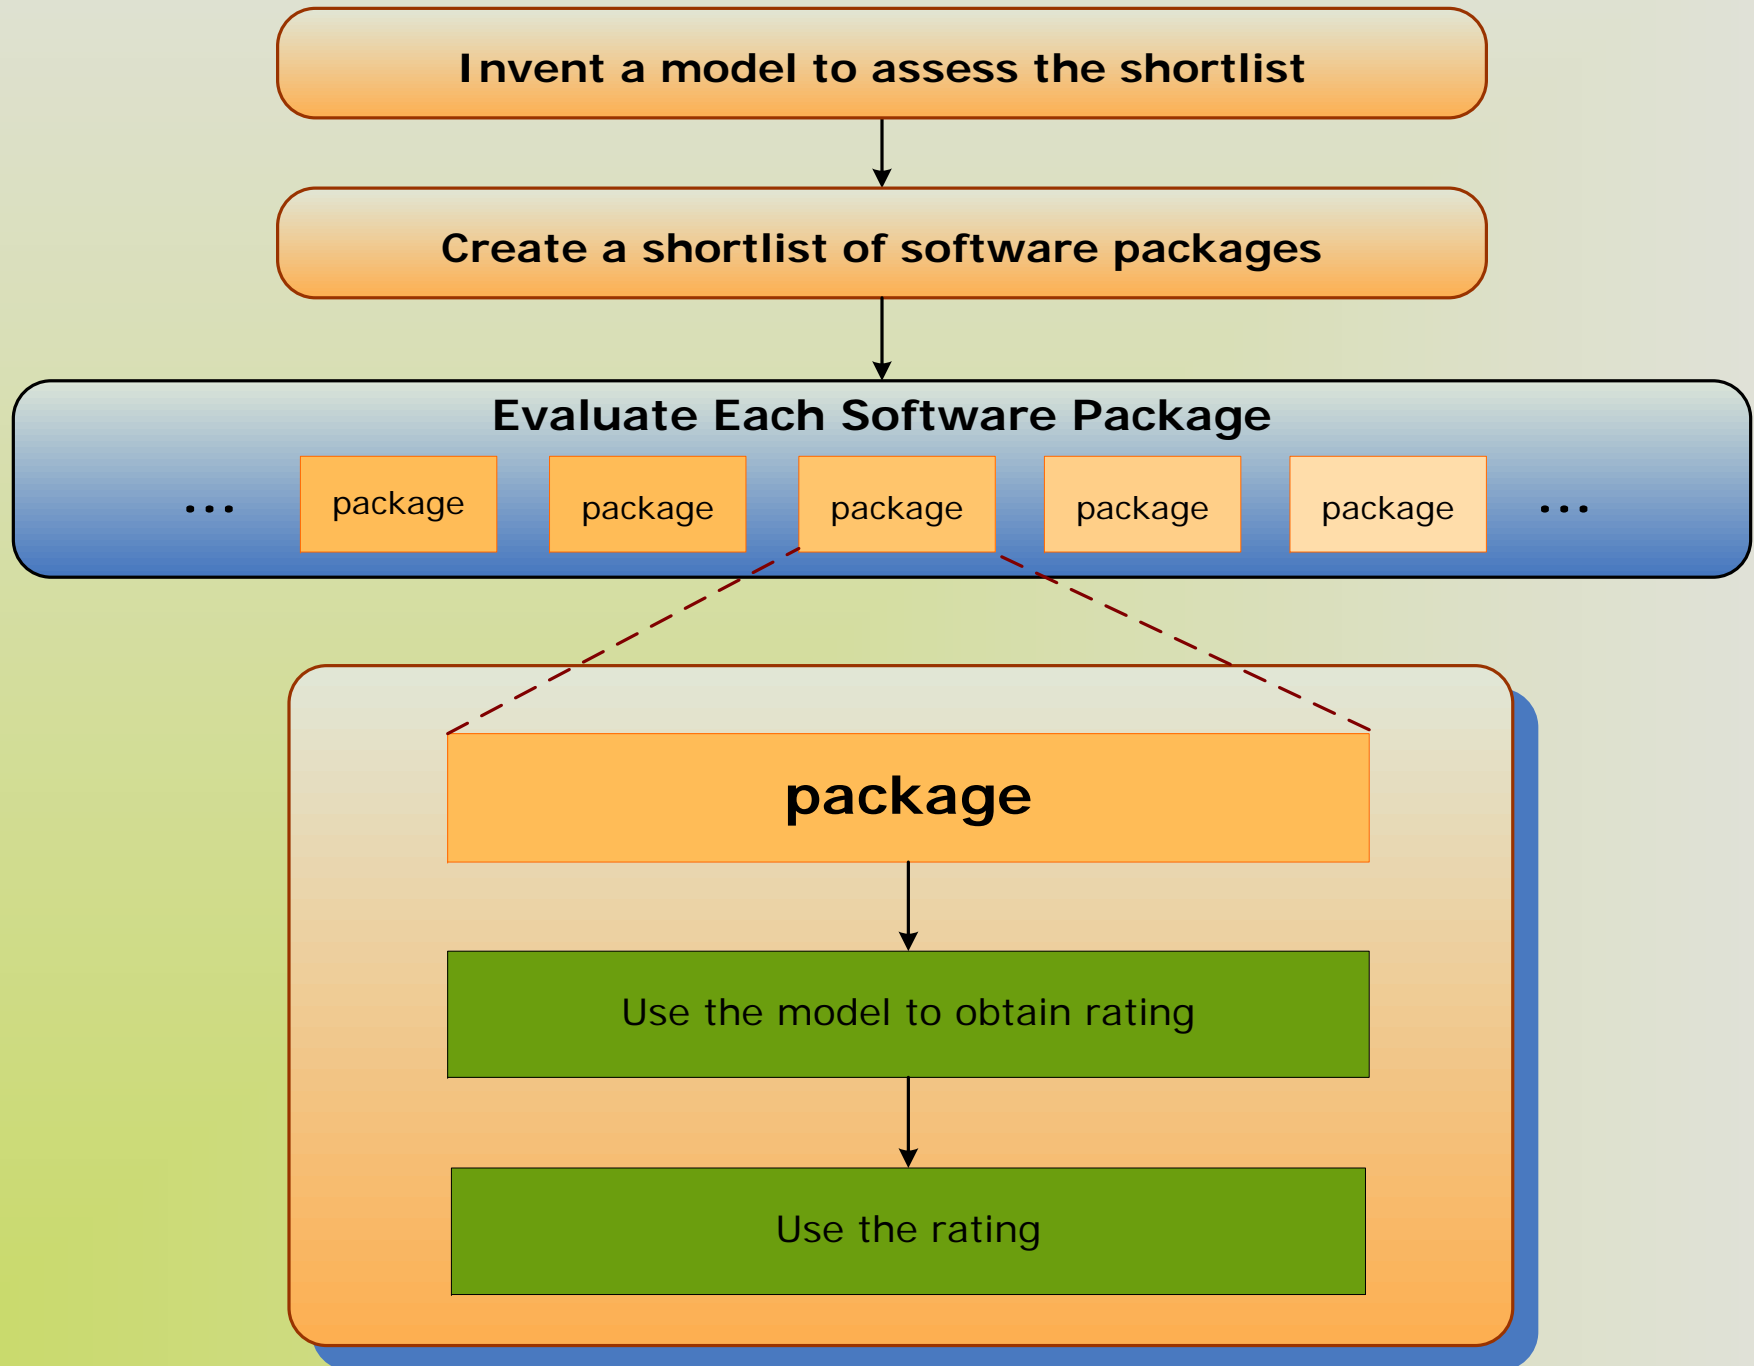 Invent a model to assess the shortlist
Create a shortlist of software packages
Evaluate Each Software Package
... package package package package package ...
package
Use the model to obtain rating
Use the rating